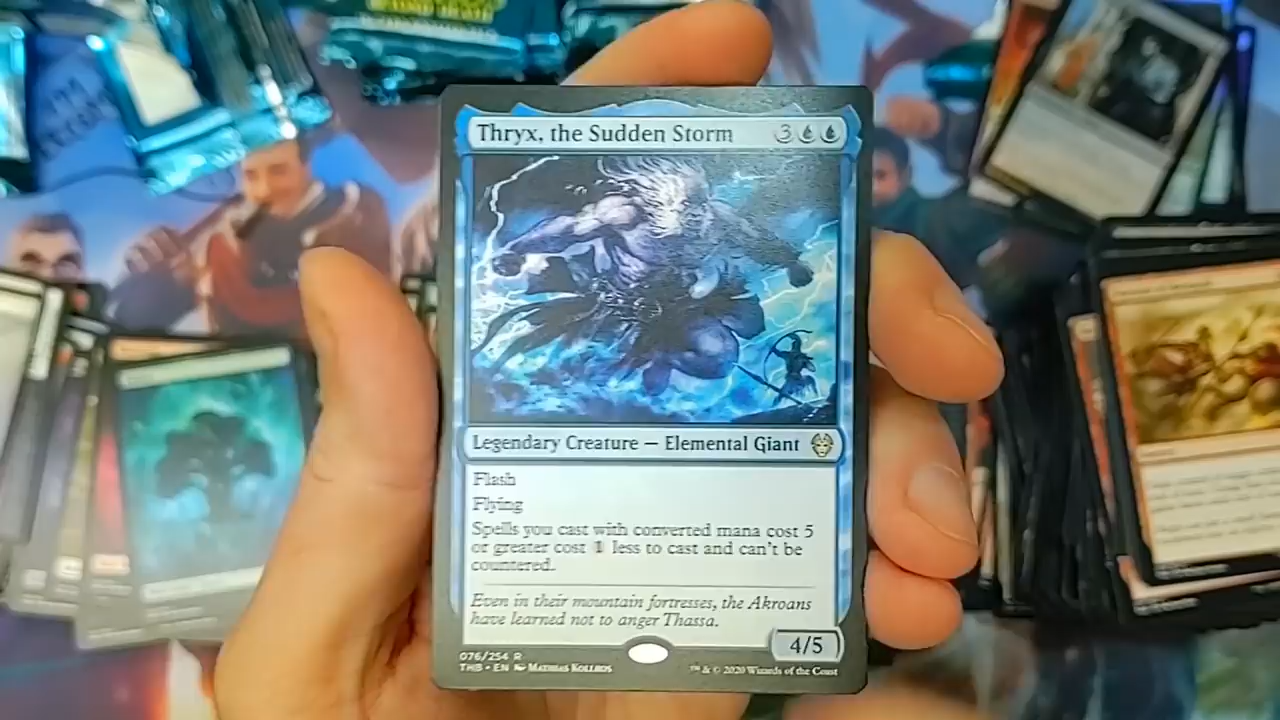 Thryx, the Sudden Storm 3
Legendary Creature — Elemental Giant
Flash
Flying
Spells you cast with converted mana cost 5
or greater cost 1 less to cast and can't be
countered.
Even in their mountain fortresses, the Akroans
have learned not to anger Thassa.
4/5
076/254 R
THB • EN Mathias Kollros
™ & © 2020 Wizards of the Coast